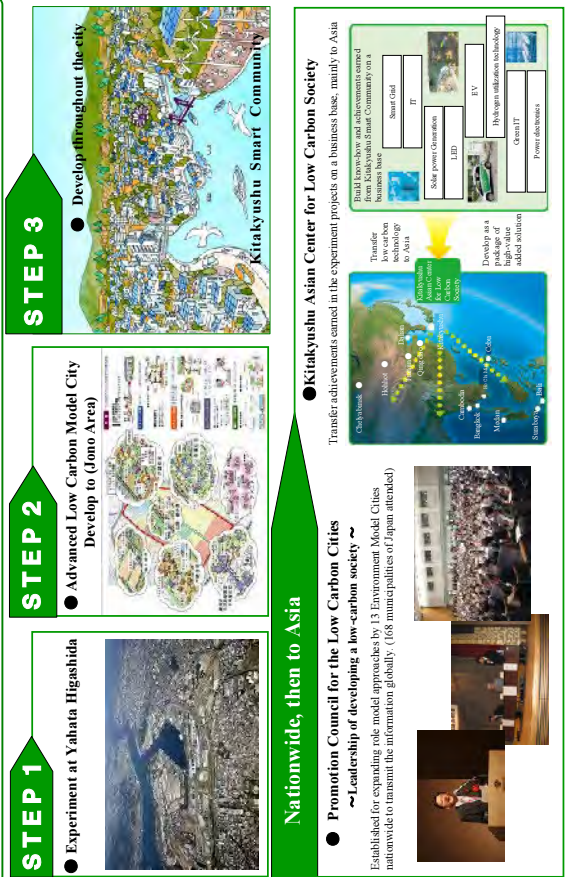 STEP 1
● Experiment at Yahata Higashida
STEP 2
● Advanced Low Carbon Model City
Develop to (Jono Area)
STEP 3
● Develop throughout the city
Kitakyushu Smart Community
Nationwide, then to Asia
● Promotion Council for the Low Carbon Cities
～Leadership of developing a low-carbon society～
Established for expanding role model approaches by 13 Environment Model Cities
nationwide to transmit the information globally. (168 municipalities of Japan attended)
●Kitakyushu Asian Center for Low Carbon Society
Transfer achievements earned in the experiment projects on a business base, mainly to Asia
Chelyabinsk
Hohhot
Dalian
Cambodia
Bangkok
Medan
Cebu
Surabaya
Bali
Kitakyushu
Asian Center
for Low
Carbon
Society
Transfer
low carbon
technology
to Asia
Develop as a
package of
high-value
added solution
Build know-how and achievements earned
from Kitakyushu Smart Community on a
business base
Smart Grid
IT
Solar power Generation
LED
EV
Hydrogen utilization technology
Green IT
Power electronics